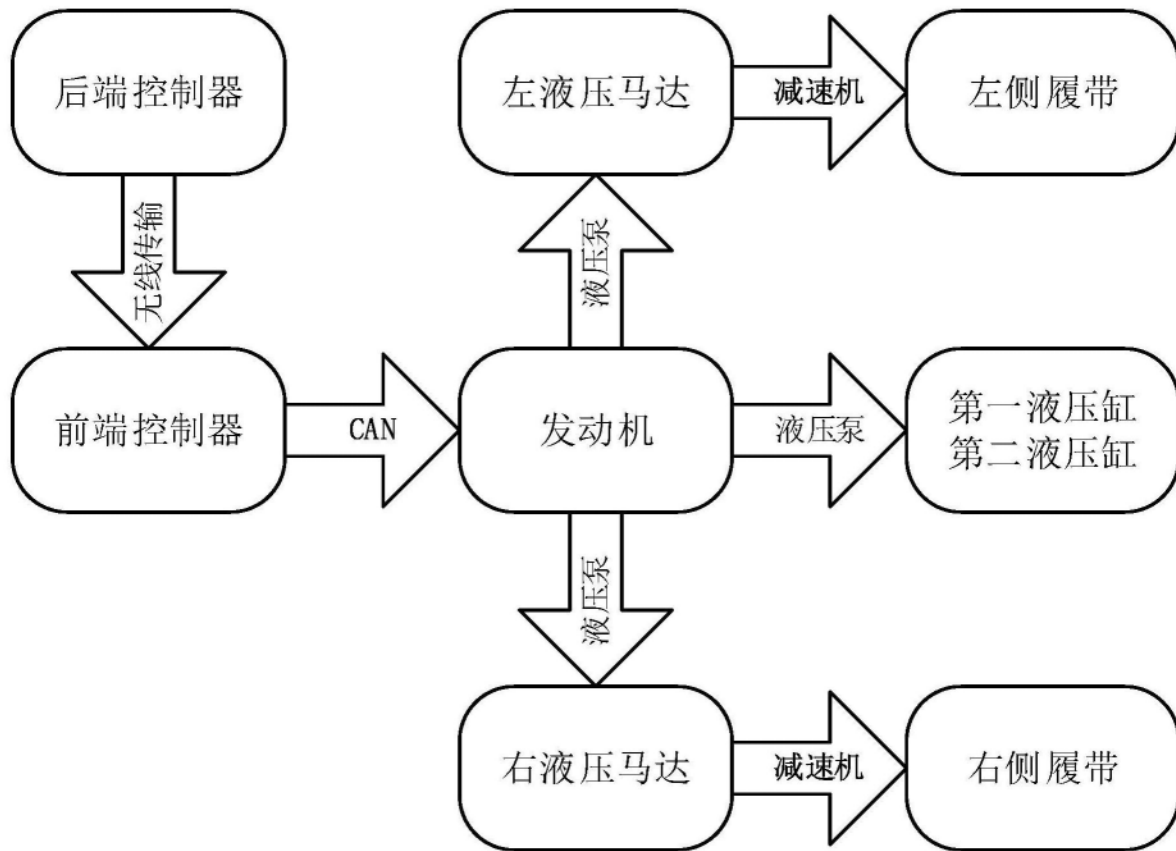 后端控制器
左液压马达
减速机
左侧履带
无线传输
液压泵
前端控制器
CAN
发动机
液压泵
第一液压缸
第二液压缸
液压泵
右液压马达
减速机
右侧履带